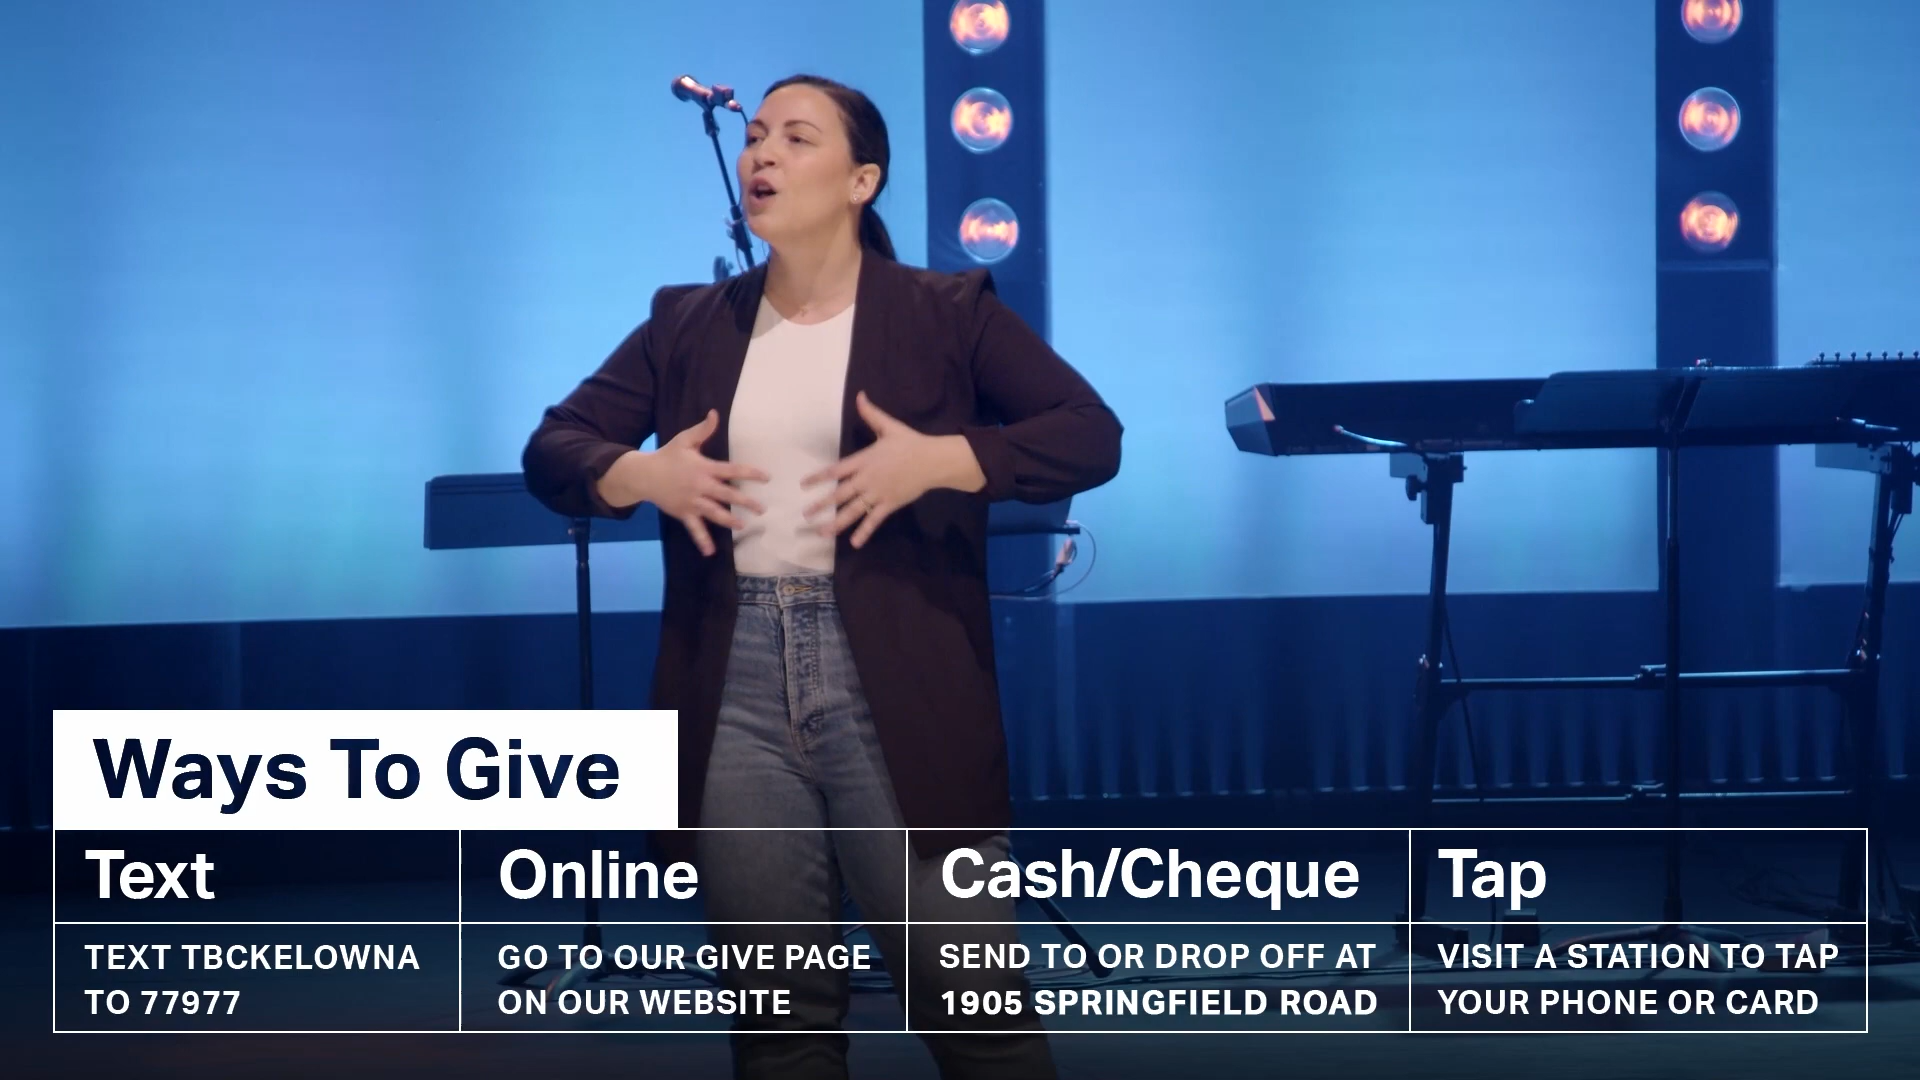 Ways To Give
Text
TEXT TBCKELOWNA
TO 77977
Online
GO TO OUR GIVE PAGE
ON OUR WEBSITE
Cash/Cheque
SEND TO OR DROP OFF AT
1905 SPRINGFIELD ROAD
Tap
VISIT A STATION TO TAP
YOUR PHONE OR CARD